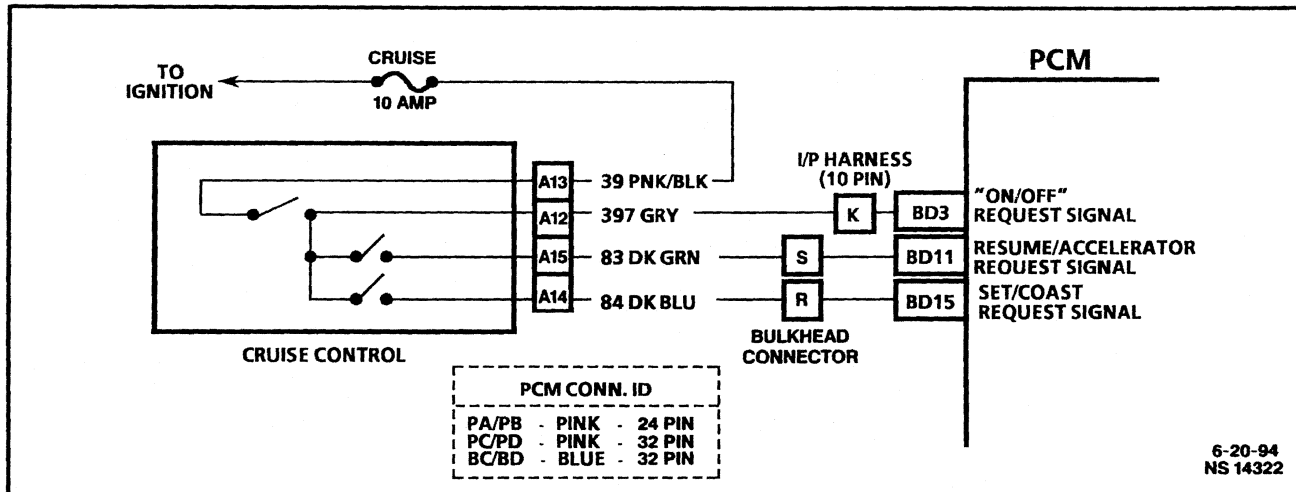 CRUISE
TO
IGNITION
10 AMP
PCM
I/P HARNESS
(10 PIN)
A13 39 PNK/BLK
A12 397 GRY K BD3 "ON/OFF"
REQUEST SIGNAL
A15 83 DK GRN S BD11 RESUME/ACCELERATOR
REQUEST SIGNAL
A14 84 DK BLU R BD15 SET/COAST
REQUEST SIGNAL
CRUISE CONTROL
BULKHEAD
CONNECTOR
PCM CONN. ID
PA/PB - PINK - 24 PIN
PC/PD - PINK - 32 PIN
BC/BD - BLUE - 32 PIN
6-20-94
NS 14322